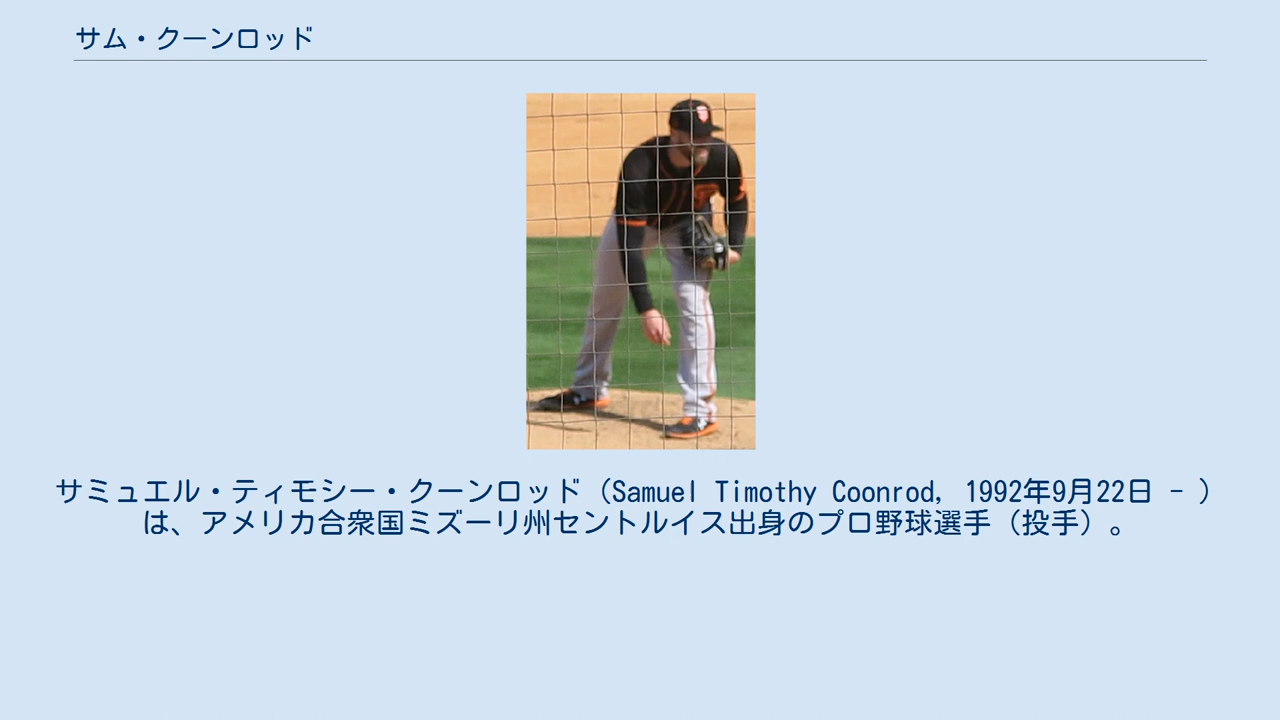 サム・クーンロッド
サミュエル・ティモシー・クーンロッド（Samuel Timothy Coonrod, 1992年9月22日 - ）
は、アメリカ合衆国ミズーリ州セントルイス出身のプロ野球選手（投手）。